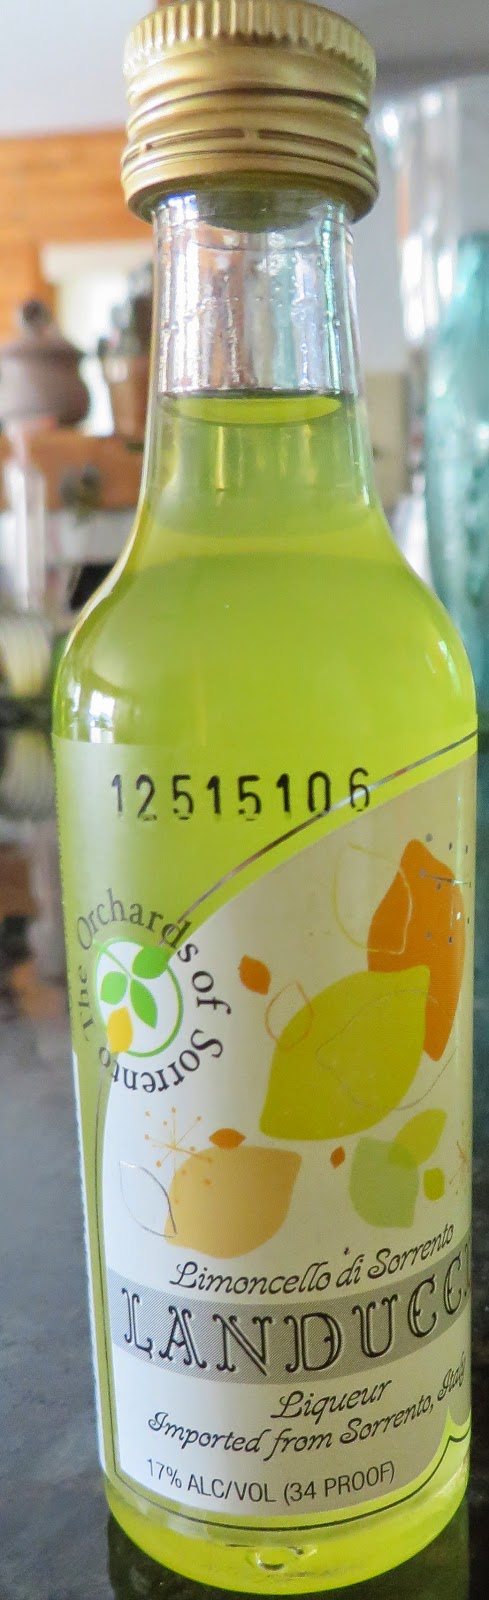 12515106
The Orchards of Sorrento
Limoncello di Sorrento
Liqueur
Imported from Sorrento, Italy
17% ALC/VOL (34 PROOF)